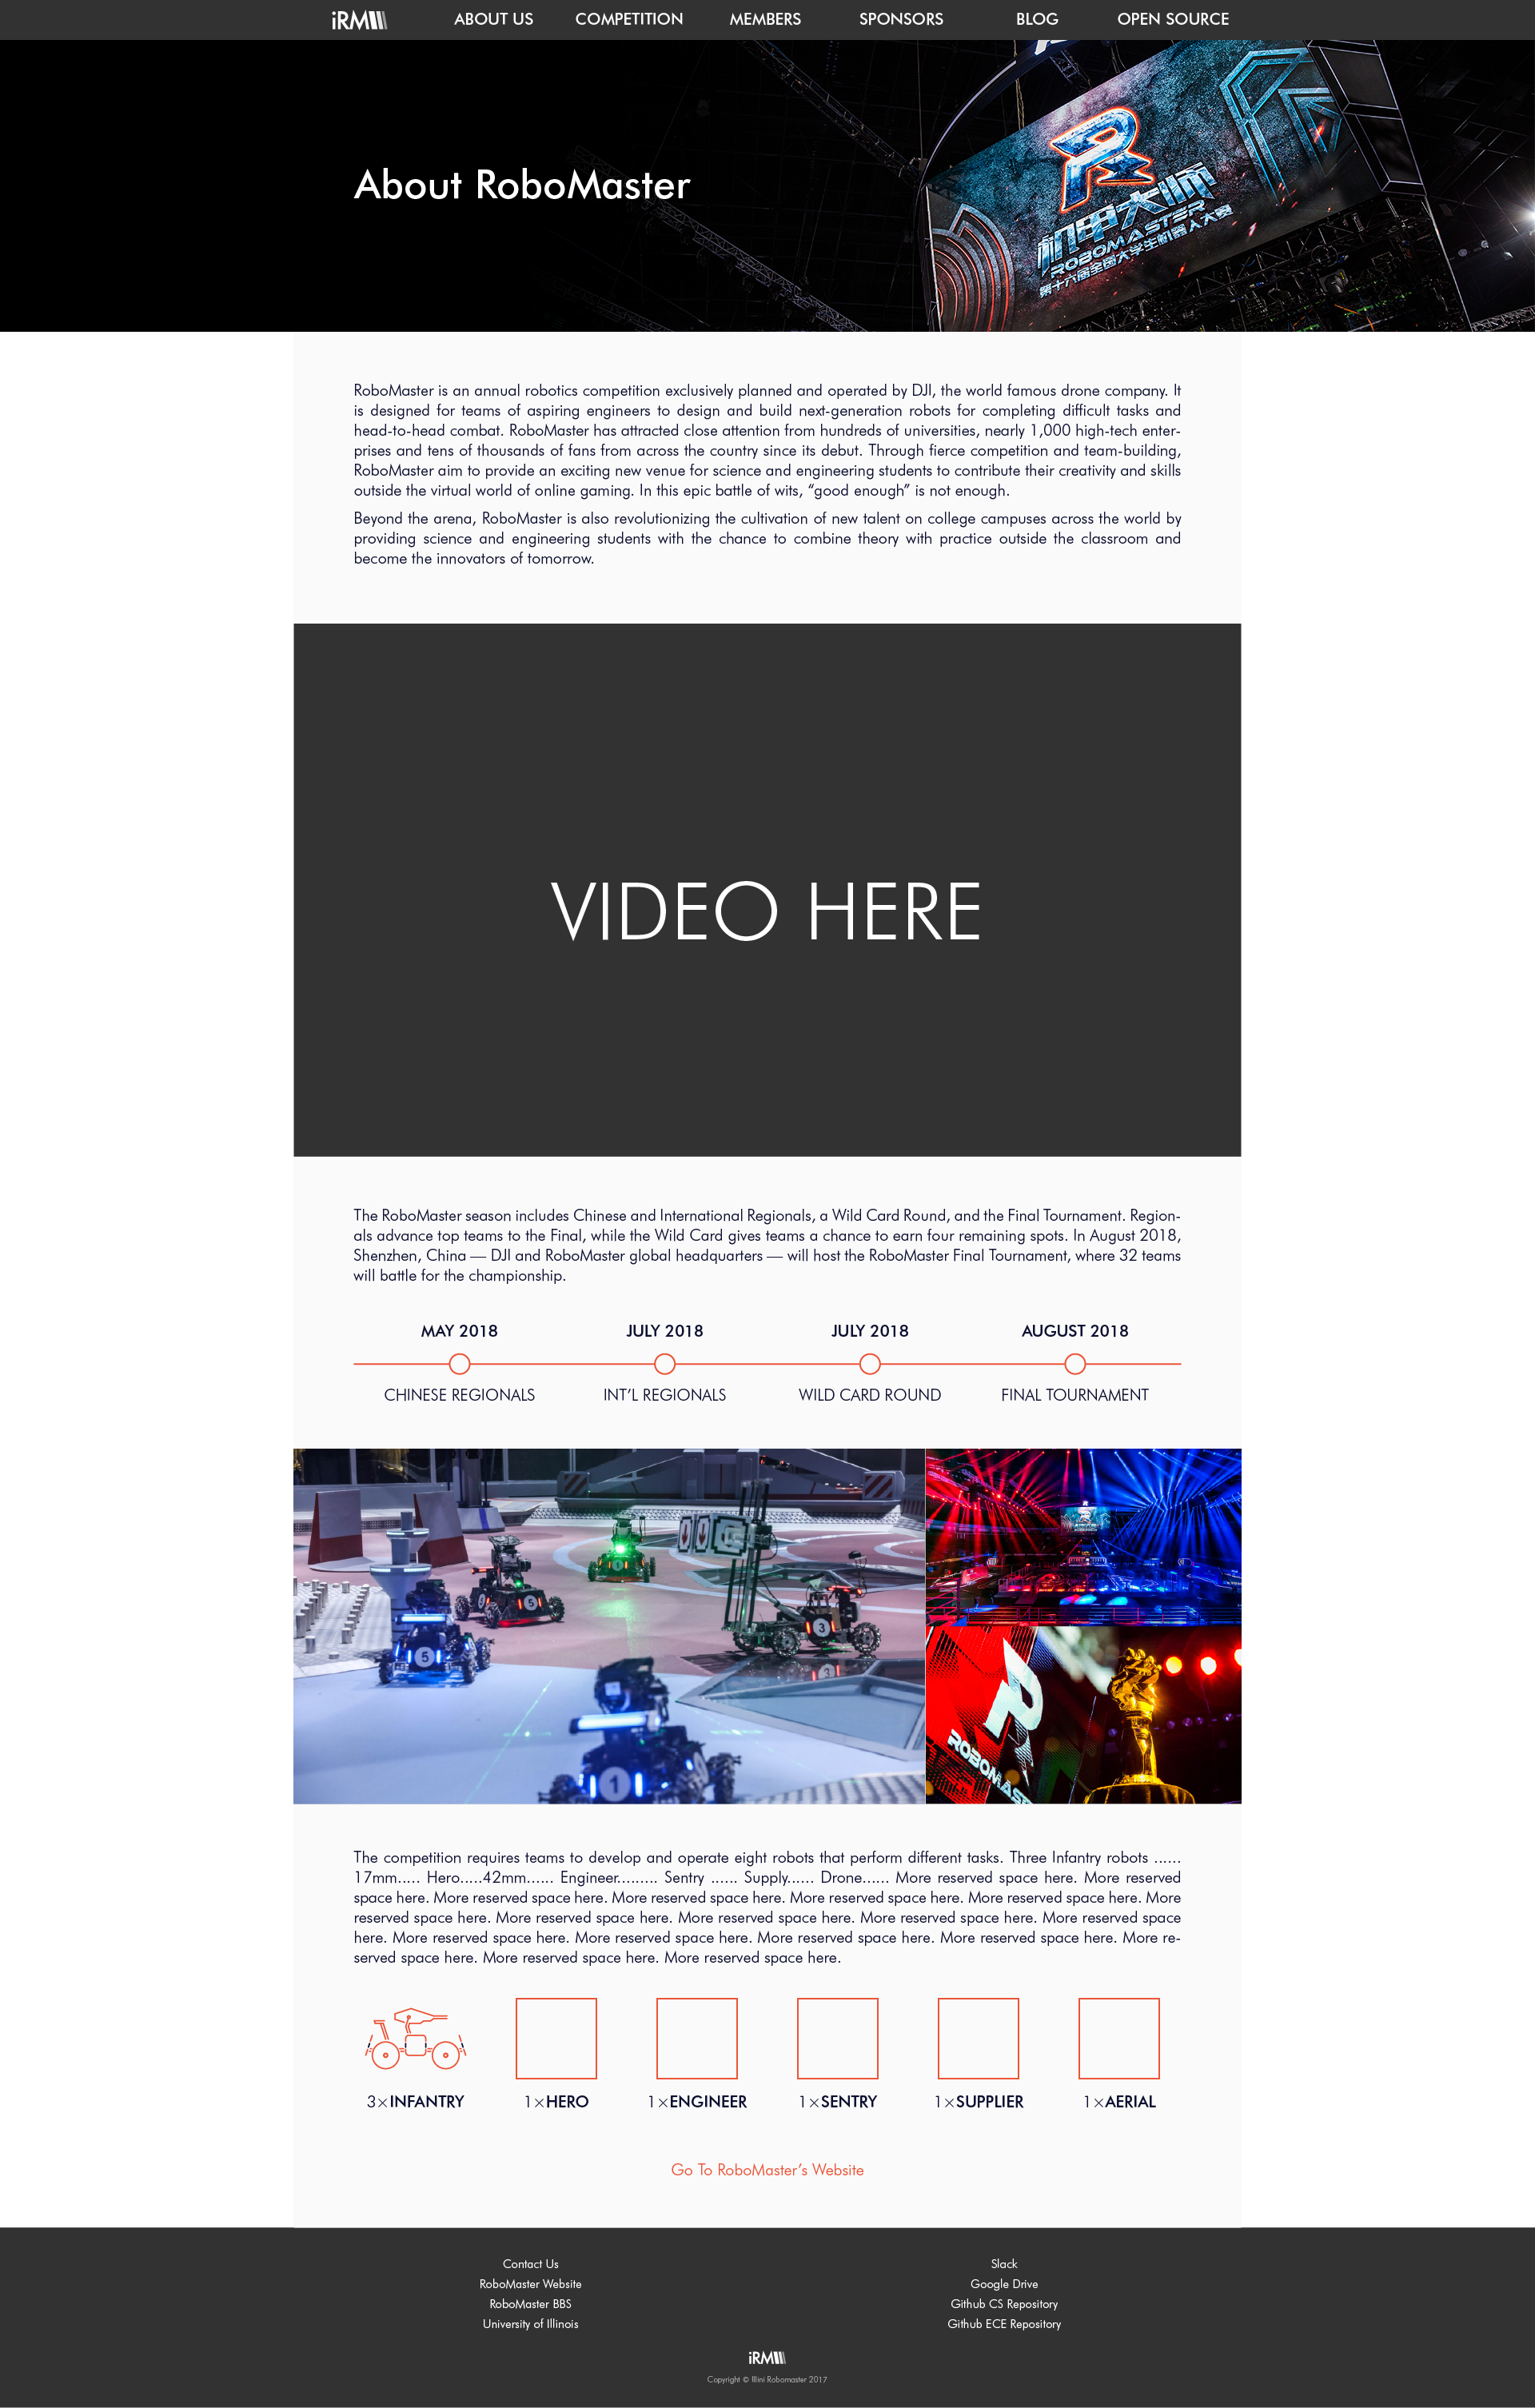 iRM
ABOUT US
COMPETITION
MEMBERS
SPONSORS
BLOG
OPEN SOURCE
About RoboMaster
机甲大师
ROBOMASTER
第十六届全国大学生机器人大赛
RoboMaster is an annual robotics competition exclusively planned and operated by DJI, the world famous drone company. It
is designed for teams of aspiring engineers to design and build next-generation robots for completing difficult tasks and
head-to-head combat. RoboMaster has attracted close attention from hundreds of universities, nearly 1,000 high-tech enter-
prises and tens of thousands of fans from across the country since its debut. Through fierce competition and team-building,
RoboMaster aim to provide an exciting new venue for science and engineering students to contribute their creativity and skills
outside the virtual world of online gaming. In this epic battle of wits, “good enough” is not enough.
Beyond the arena, RoboMaster is also revolutionizing the cultivation of new talent on college campuses across the world by
providing science and engineering students with the chance to combine theory with practice outside the classroom and
become the innovators of tomorrow.
VIDEO HERE
The RoboMaster season includes Chinese and International Regionals, a Wild Card Round, and the Final Tournament. Region-
als advance top teams to the Final, while the Wild Card gives teams a chance to earn four remaining spots. In August 2018,
Shenzhen, China — DJI and RoboMaster global headquarters — will host the RoboMaster Final Tournament, where 32 teams
will battle for the championship.
MAY 2018
JULY 2018
JULY 2018
AUGUST 2018
CHINESE REGIONALS
INT’L REGIONALS
WILD CARD ROUND
FINAL TOURNAMENT
5
5
3
1
ROBOMAS
The competition requires teams to develop and operate eight robots that perform different tasks. Three Infantry robots ......
17mm..... Hero.....42mm...... Engineer......... Sentry ...... Supply...... Drone...... More reserved space here. More reserved
space here. More reserved space here. More reserved space here. More reserved space here. More reserved space here. More
reserved space here. More reserved space here. More reserved space here. More reserved space here. More reserved space
here. More reserved space here. More reserved space here. More reserved space here. More reserved space here. More re-
served space here. More reserved space here. More reserved space here.
3×INFANTRY
1×HERO
1×ENGINEER
1×SENTRY
1×SUPPLIER
1×AERIAL
Go To RoboMaster’s Website
Contact Us
RoboMaster Website
RoboMaster BBS
University of Illinois
Slack
Google Drive
Github CS Repository
Github ECE Repository
iRM
Copyright © Illini Robomaster 2017